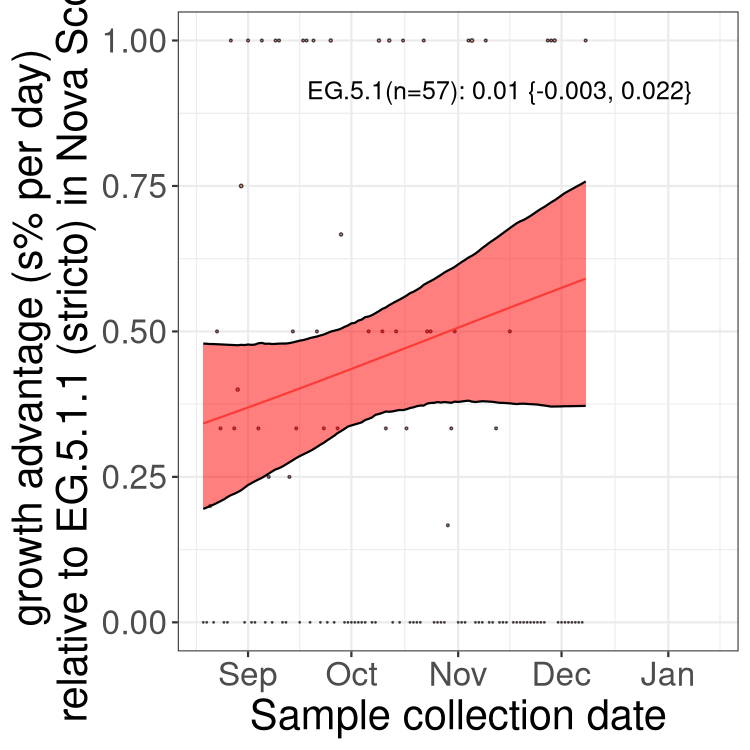 growth advantage (s% per day)
relative to EG.5.1.1 (stricto) in Nova Sco
1.00
0.75
0.50
0.25
0.00
EG.5.1(n=57): 0.01 {-0.003, 0.022}
Sep Oct Nov Dec Jan
Sample collection date